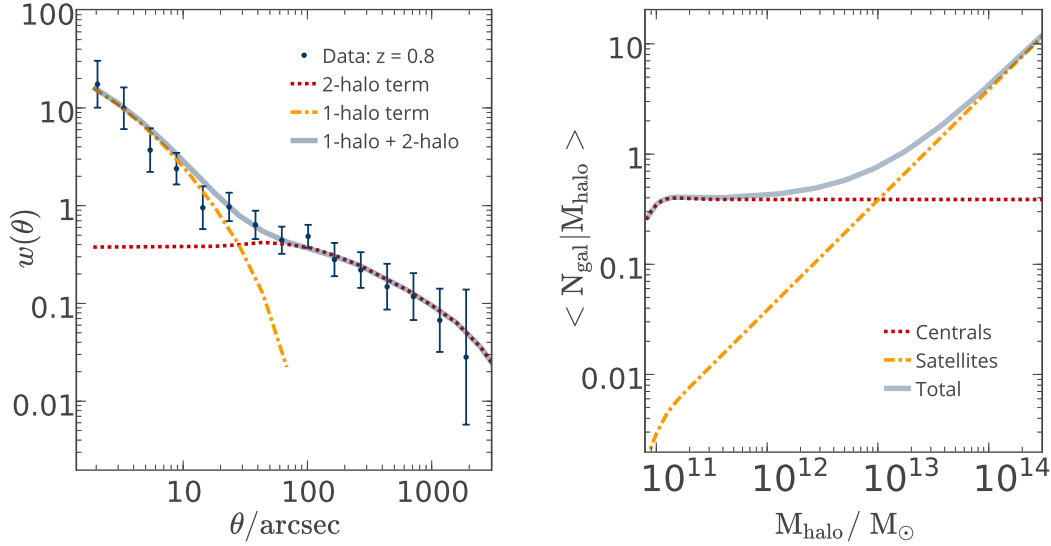 100
10
1
0.1
0.01
w(θ)
10
100
1000
θ/arcsec
Data: z = 0.8
2-halo term
1-halo term
1-halo + 2-halo
10
1
0.1
0.01
< N_gal|M_halo >
10^11
10^12
10^13
10^14
M_halo/ M_⊙
Centrals
Satellites
Total